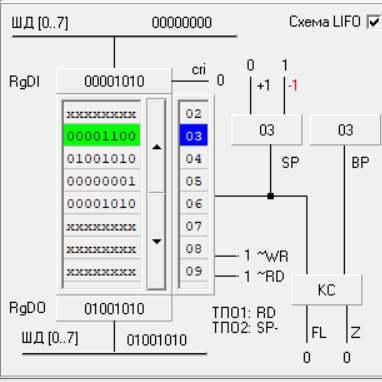 ШД [0..7] 00000000 Схема LIFO
RgDI 00001010 cri 0 0 1
+1 -1
xxxxxxxx 02
00001100 03 03 03
01001010 04 SP BP
00000001 05
00001010 06
xxxxxxxx 07
xxxxxxxx 08 1 ~WR
xxxxxxxx 09 1 ~RD
КС
RgDO 01001010 ТПО1: RD
ТПО2: SP-
ШД [0..7] 01001010 FL Z
0 0